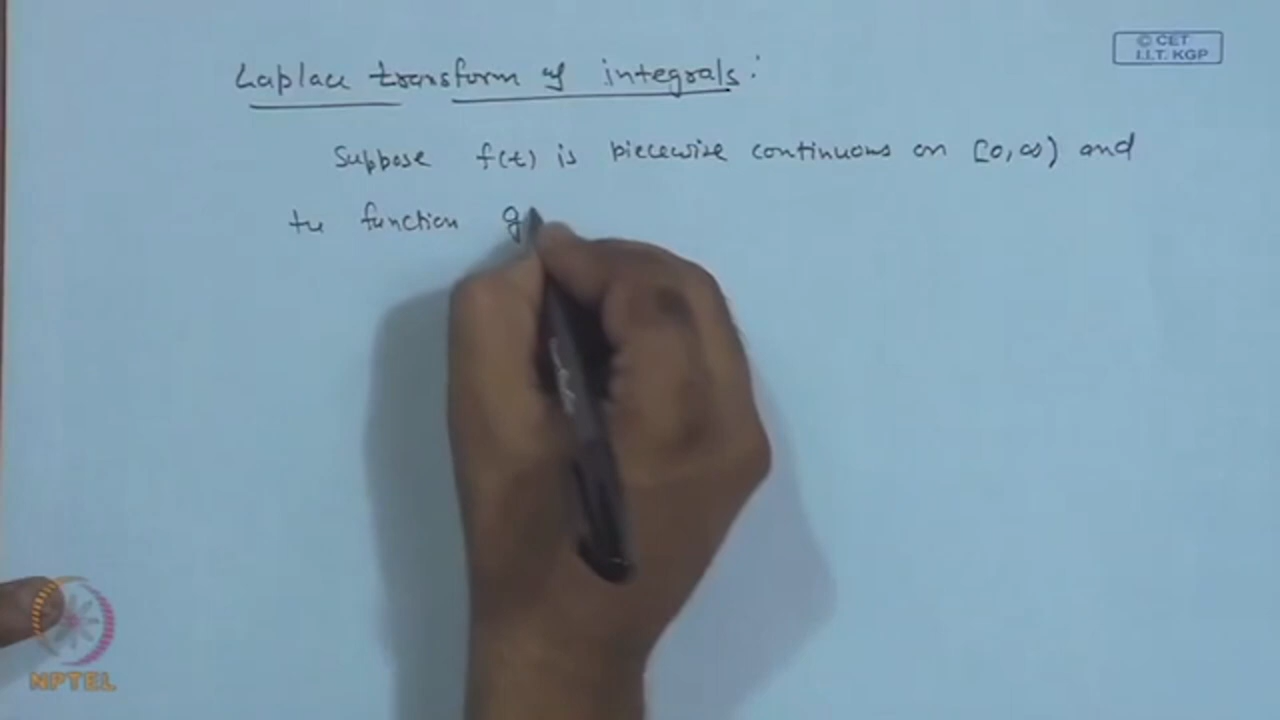 © CET
I.I.T. KGP
Laplace transform of integrals:
Suppose f(t) is piecewise continuous on [0, ∞) and
the function g
NPTEL